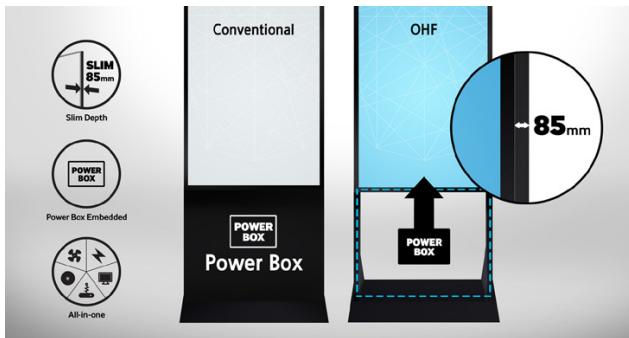 SLIM
85mm
Slim Depth
POWER
BOX
Power Box Embedded
All-in-one
Conventional
POWER
BOX
Power Box
OHF
POWER
BOX
85mm